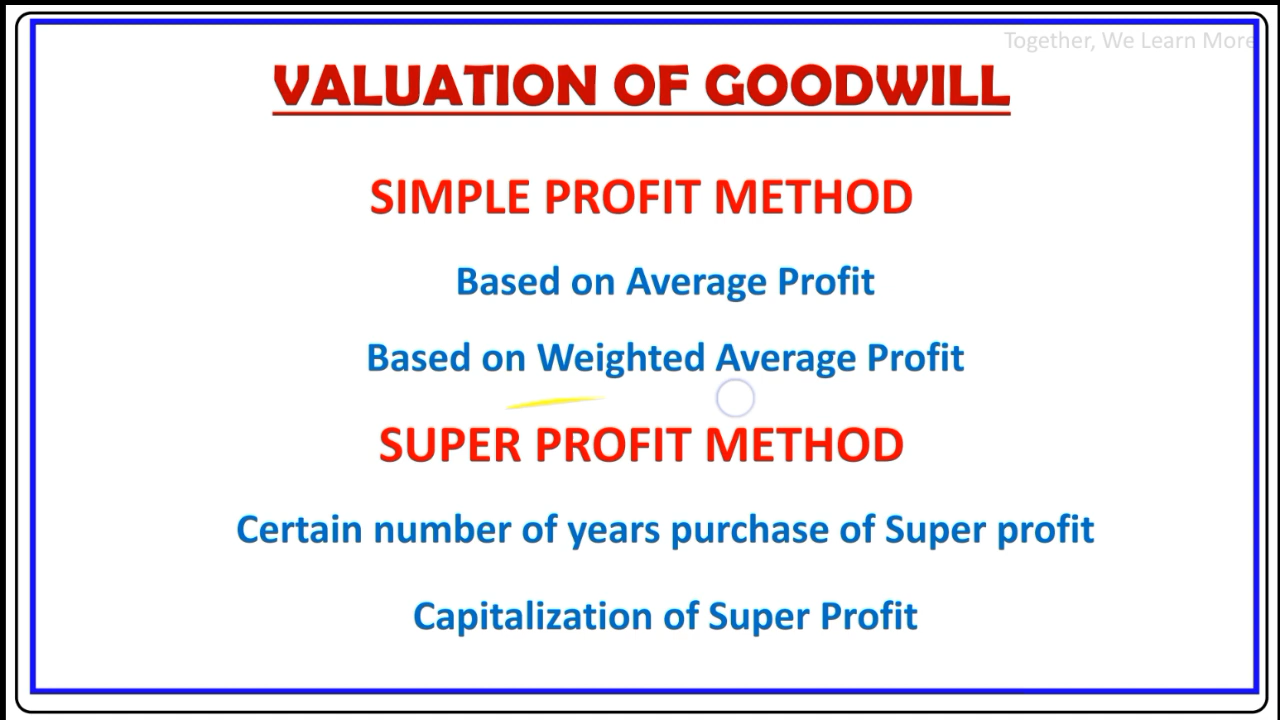 Together, We Learn More
VALUATION OF GOODWILL
SIMPLE PROFIT METHOD
Based on Average Profit
Based on Weighted Average Profit
SUPER PROFIT METHOD
Certain number of years purchase of Super profit
Capitalization of Super Profit